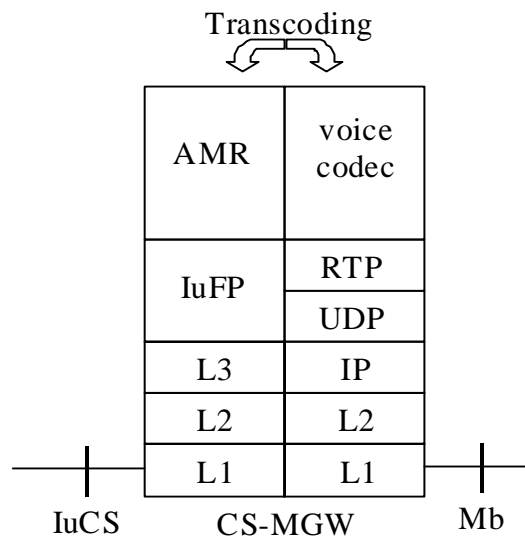 Transcoding
AMR
voice
codec
IuFP
RTP
UDP
L3
IP
L2
L2
L1
L1
IuCS
CS-MGW
Mb